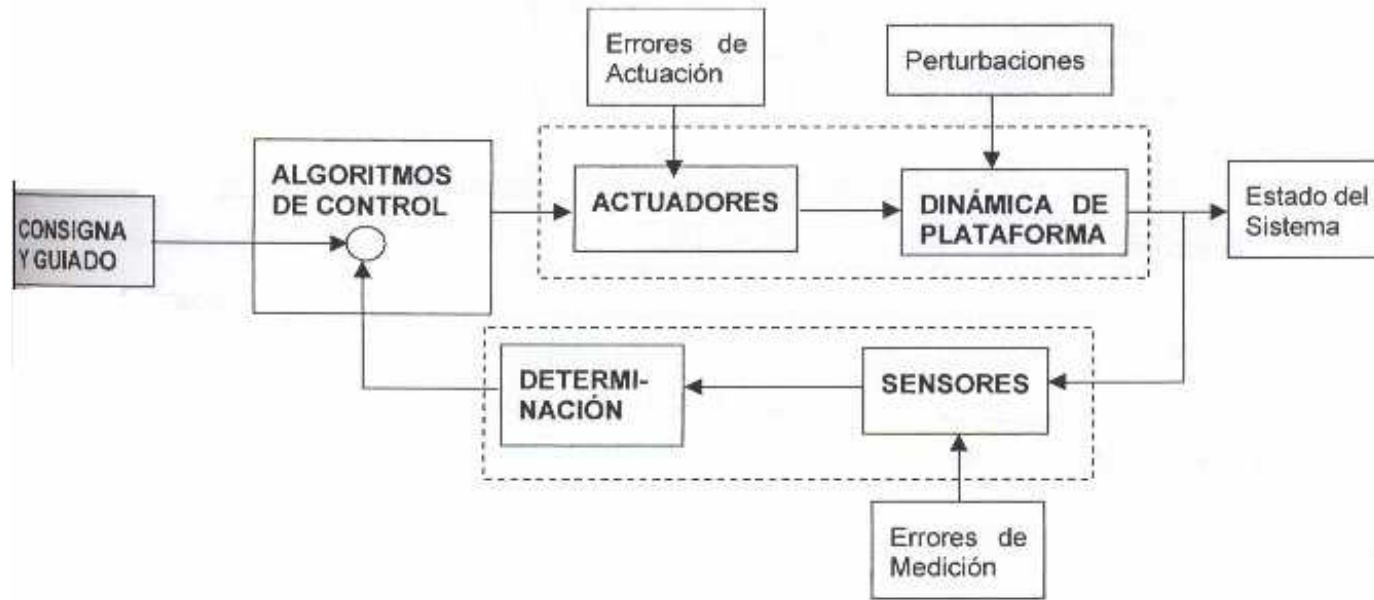 Errores de
Actuación
Perturbaciones
ALGORITMOS
DE CONTROL
ACTUADORES
DINÁMICA DE
PLATAFORMA
Estado del
Sistema
CONSIGNA
Y GUIADO
DETERMI-
NACIÓN
SENSORES
Errores de
Medición